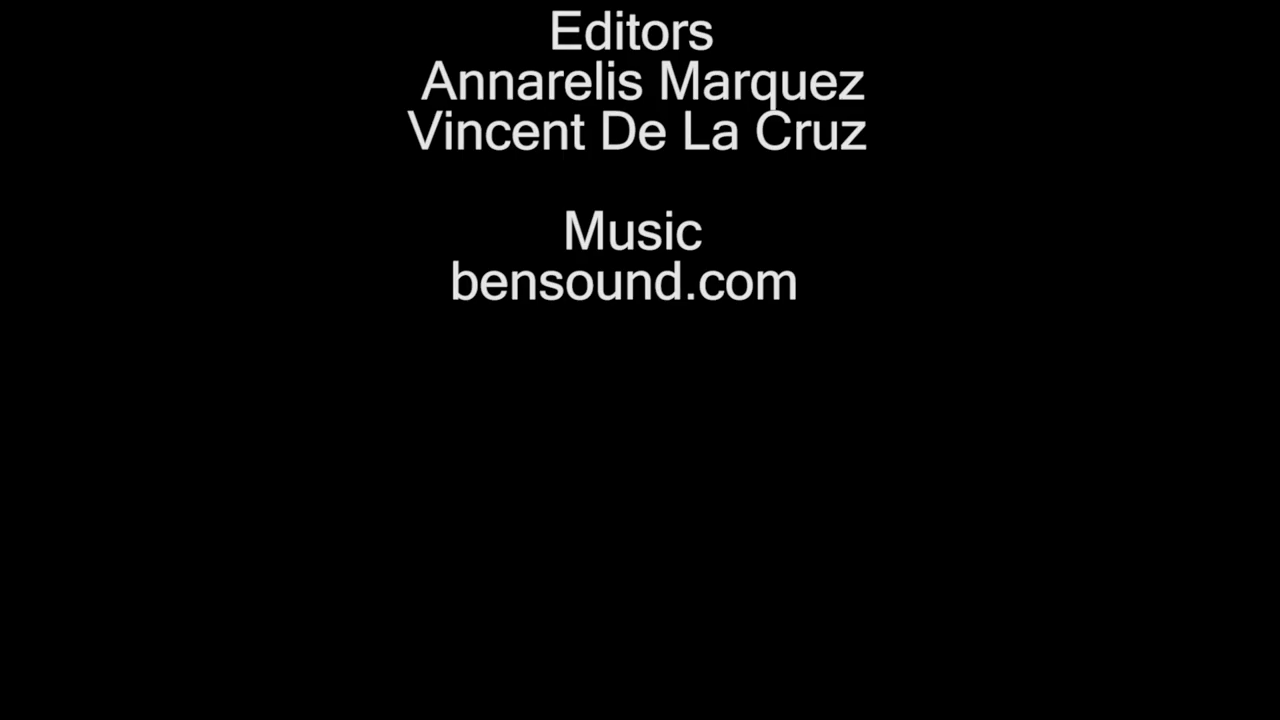 Editors
Annarelis Marquez
Vincent De La Cruz
Music
bensound.com